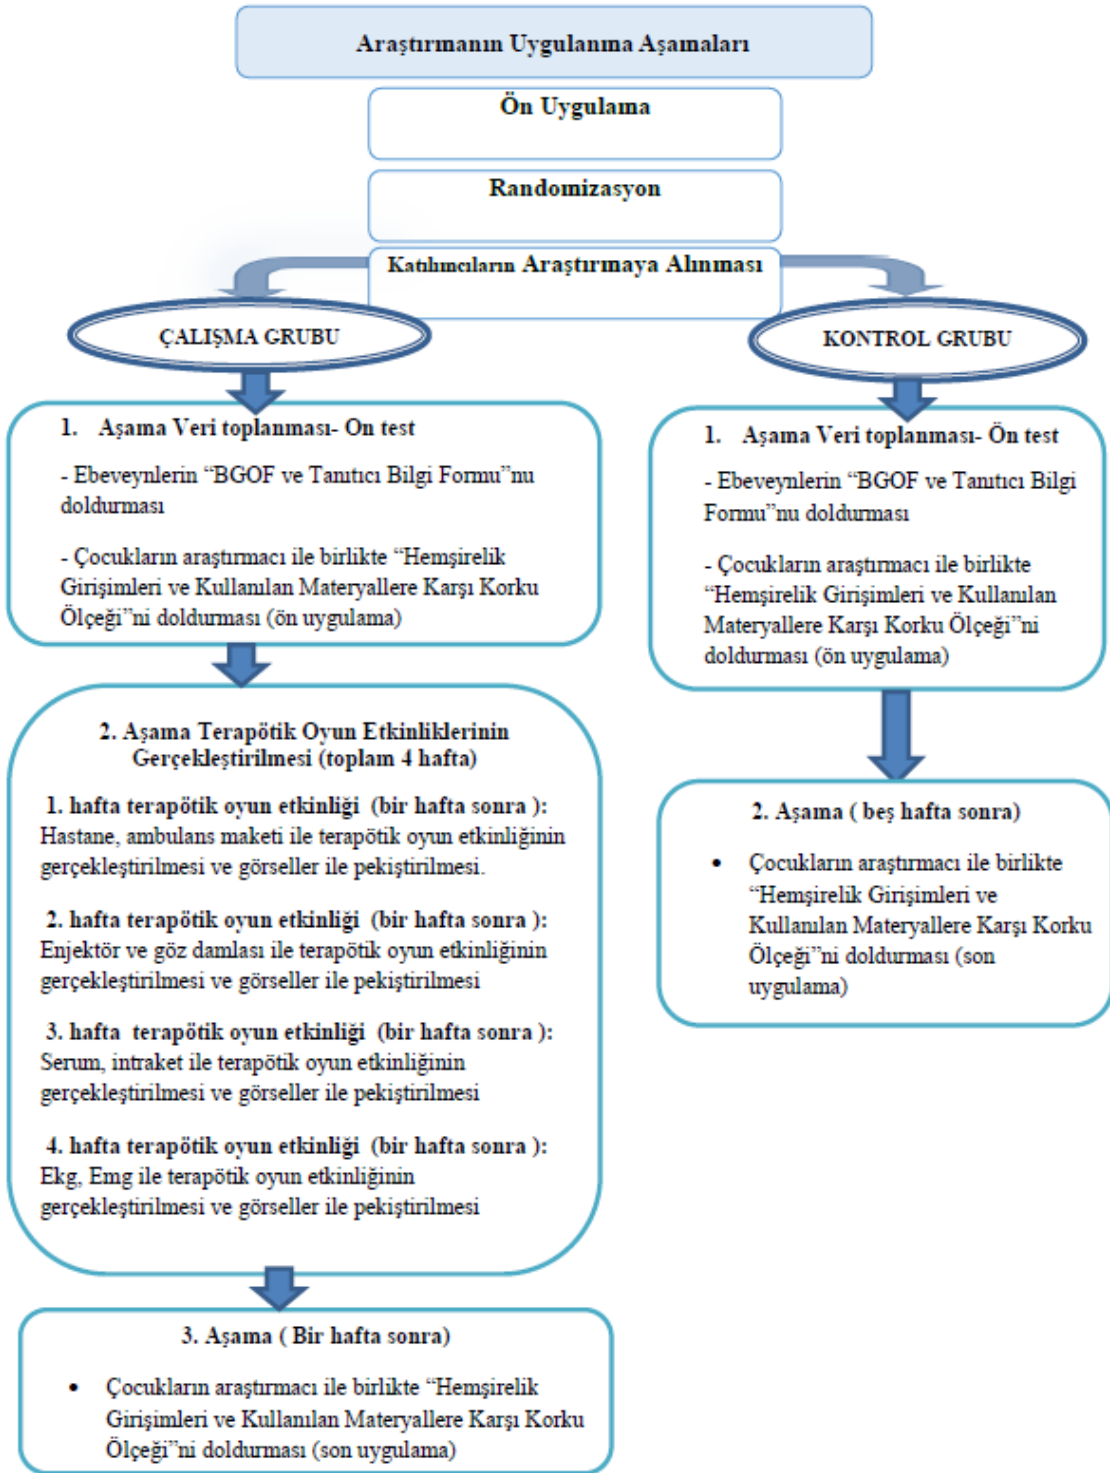 Araştırmanın Uygulanma Aşamaları
Ön Uygulama
Randomizasyon
Katılımcıların Araştırmaya Alınması
ÇALIŞMA GRUBU
1. Aşama Veri toplanması- On test
- Ebeveynlerin “BGOF ve Tanıtıcı Bilgi Formu”nu
doldurması
- Çocukların araştırmacı ile birlikte “Hemşirelik
Girişimleri ve Kullanılan Materyallere Karşı Korku
Ölçeği”ni doldurması (ön uygulama)
2. Aşama Terapötik Oyun Etkinliklerinin
Gerçekleştirilmesi (toplam 4 hafta)
1. hafta terapötik oyun etkinliği (bir hafta sonra ):
Hastane, ambulans maketi ile terapötik oyun etkinliğinin
gerçekleştirilmesi ve görseller ile pekiştirilmesi.
2. hafta terapötik oyun etkinliği (bir hafta sonra ):
Enjektör ve göz damlası ile terapötik oyun etkinliğinin
gerçekleştirilmesi ve görseller ile pekiştirilmesi
3. hafta terapötik oyun etkinliği (bir hafta sonra ):
Serum, intraket ile terapötik oyun etkinliğinin
gerçekleştirilmesi ve görseller ile pekiştirilmesi
4. hafta terapötik oyun etkinliği (bir hafta sonra ):
Ekg, Emg ile terapötik oyun etkinliğinin
gerçekleştirilmesi ve görseller ile pekiştirilmesi
3. Aşama ( Bir hafta sonra)
• Çocukların araştırmacı ile birlikte “Hemşirelik
Girişimleri ve Kullanılan Materyallere Karşı Korku
Ölçeği”ni doldurması (son uygulama)
KONTROL GRUBU
1. Aşama Veri toplanması- Ön test
- Ebeveynlerin “BGOF ve Tanıtıcı Bilgi
Formu”nu doldurması
- Çocukların araştırmacı ile birlikte
“Hemşirelik Girişimleri ve Kullanılan
Materyallere Karşı Korku Ölçeği”ni
doldurması (ön uygulama)
2. Aşama ( beş hafta sonra)
• Çocukların araştırmacı ile birlikte
“Hemşirelik Girişimleri ve
Kullanılan Materyallere Karşı Korku
Ölçeği”ni doldurması (son
uygulama)